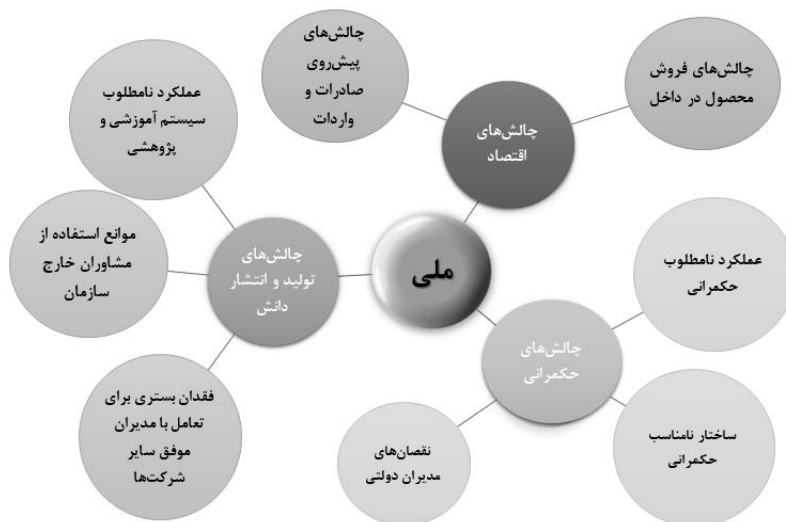 چالش‌های
پیش‌روی
صادرات و
واردات
چالش‌های فروش
محصول در داخل
چالش‌های
اقتصاد
عملکرد نامطلوب
سیستم آموزشی و
پژوهشی
موانع استفاده از
مشاوران خارج
سازمان
چالش‌های
تولید و انتشار
دانش
فقدان بستری برای
تعامل با مدیران
موفق سایر
شرکت‌ها
ملی
عملکرد نامطلوب
حکمرانی
چالش‌های
حکمرانی
ساختار نامناسب
حکمرانی
نقصان‌های
مدیران دولتی